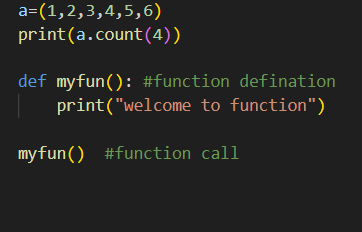 a=(1,2,3,4,5,6)
print(a.count(4))
def myfun(): #function defination
print("welcome to function")
myfun()  #function call